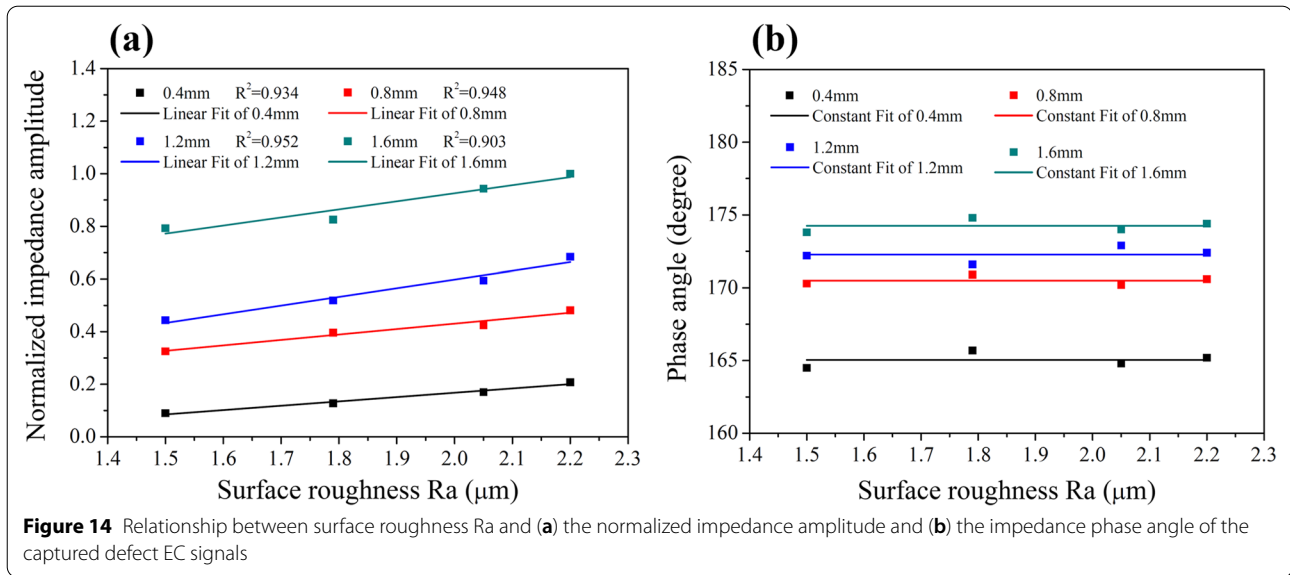 (a)
Normalized impedance amplitude
1.4
1.2
1.0
0.8
0.6
0.4
0.2
0.0
0.4mm R²=0.934
Linear Fit of 0.4mm
0.8mm R²=0.948
Linear Fit of 0.8mm
1.2mm R²=0.952
Linear Fit of 1.2mm
1.6mm R²=0.903
Linear Fit of 1.6mm
1.4 1.5 1.6 1.7 1.8 1.9 2.0 2.1 2.2 2.3
Surface roughness Ra (μm)
(b)
Phase angle (degree)
185
180
175
170
165
160
0.4mm
Constant Fit of 0.4mm
0.8mm
Constant Fit of 0.8mm
1.2mm
Constant Fit of 1.2mm
1.6mm
Constant Fit of 1.6mm
1.4 1.5 1.6 1.7 1.8 1.9 2.0 2.1 2.2 2.3
Surface roughness Ra (μm)
Figure 14 Relationship between surface roughness Ra and (a) the normalized impedance amplitude and (b) the impedance phase angle of the
captured defect EC signals